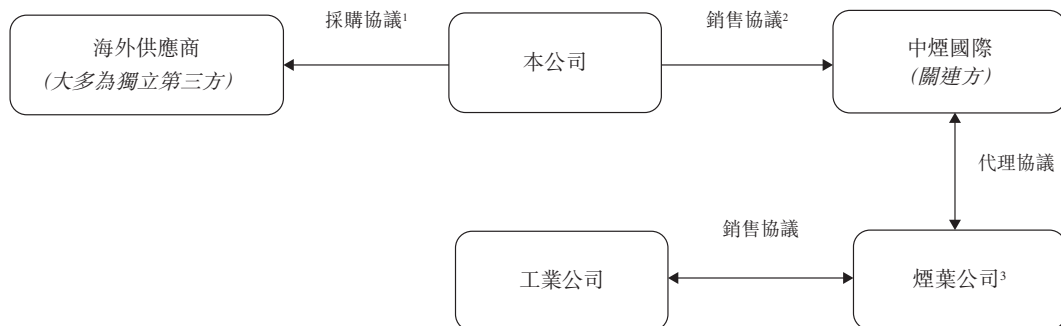 採購協議¹
銷售協議²
海外供應商
(大多為獨立第三方)
本公司
中煙國際
(關連方)
代理協議
銷售協議
工業公司
煙葉公司³